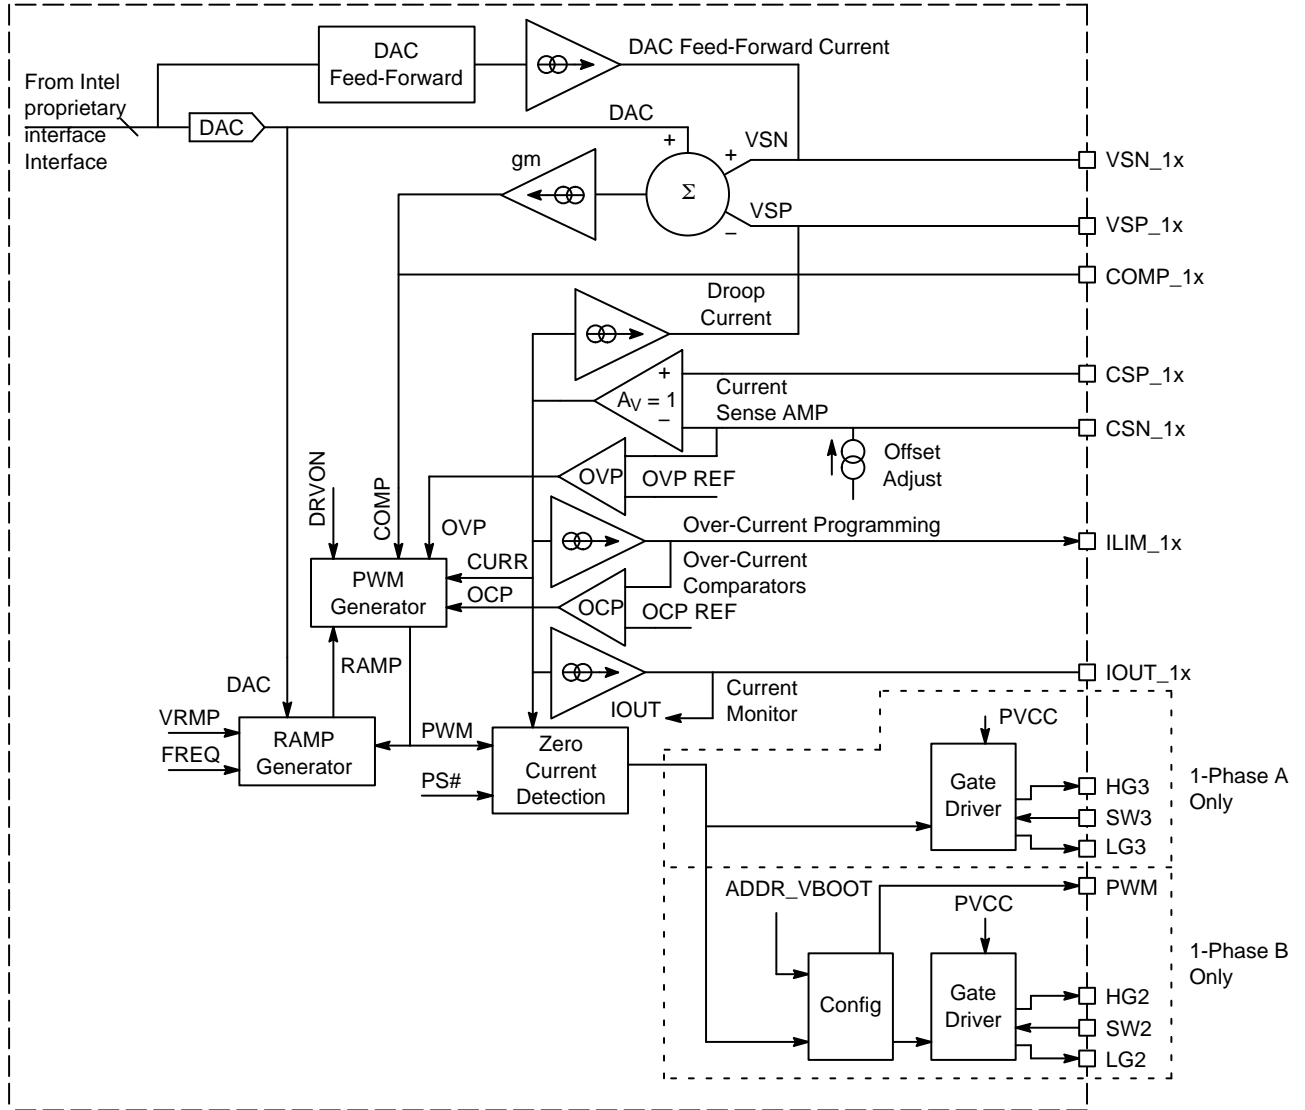 DAC
Feed-Forward
DAC Feed-Forward Current
From Intel
proprietary
interface
Interface
DAC
DAC
gm
+
Σ
+
VSN
VSN_1x
VSP
−
VSP_1x
COMP_1x
Droop
Current
CSP_1x
+
AV = 1
−
Current
Sense AMP
CSN_1x
Offset
Adjust
OVP
OVP REF
DRVON
COMP
OVP
Over-Current Programming
ILIM_1x
Over-Current
Comparators
CURR
PWM
Generator
OCP
OCP
OCP REF
RAMP
DAC
IOUT_1x
Current
Monitor
IOUT
VRMP
FREQ
RAMP
Generator
PWM
PS#
Zero
Current
Detection
PVCC
Gate
Driver
HG3
SW3
LG3
1-Phase A
Only
ADDR_VBOOT
PWM
PVCC
Config
Gate
Driver
HG2
SW2
LG2
1-Phase B
Only